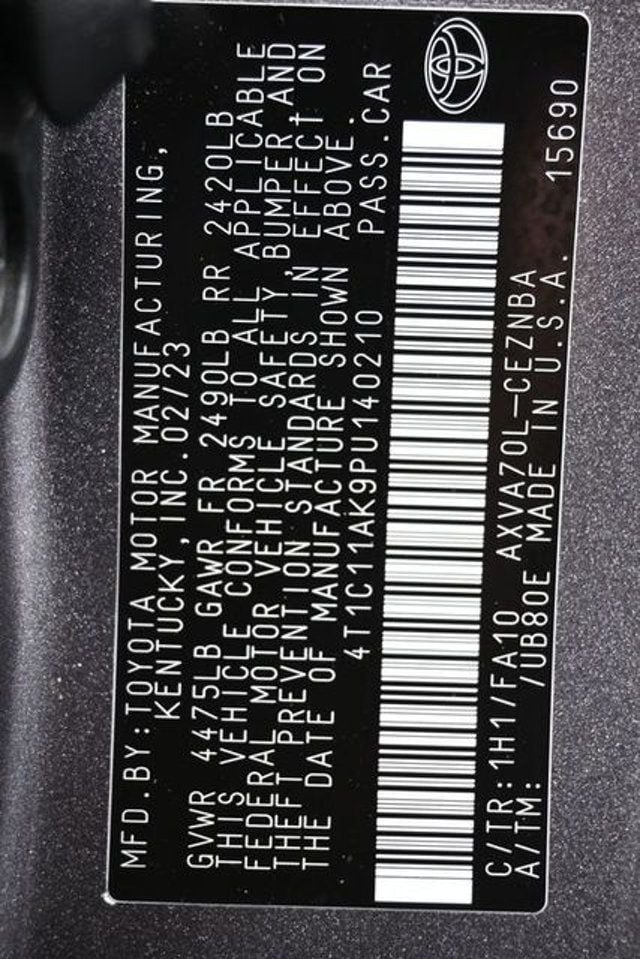 MFD.BY:TOYOTA MOTOR MANUFACTURING,
KENTUCKY,INC.02/23
GVWR 4475LB GAWR FR 2490LB RR 2420LB
THIS VEHICLE CONFORMS TO ALL APPLICABLE
FEDERAL MOTOR VEHICLE SAFETY,BUMPER,AND
THEFT PREVENTION STANDARDS IN EFFECT ON
THE DATE OF MANUFACTURE SHOWN ABOVE.
4T1C11AK9PU140210 PASS.CAR
C/TR:1H17/FA10 AXVA70L-CEZNBA
A/TM: /UB80E MADE IN U.S.A. 15690